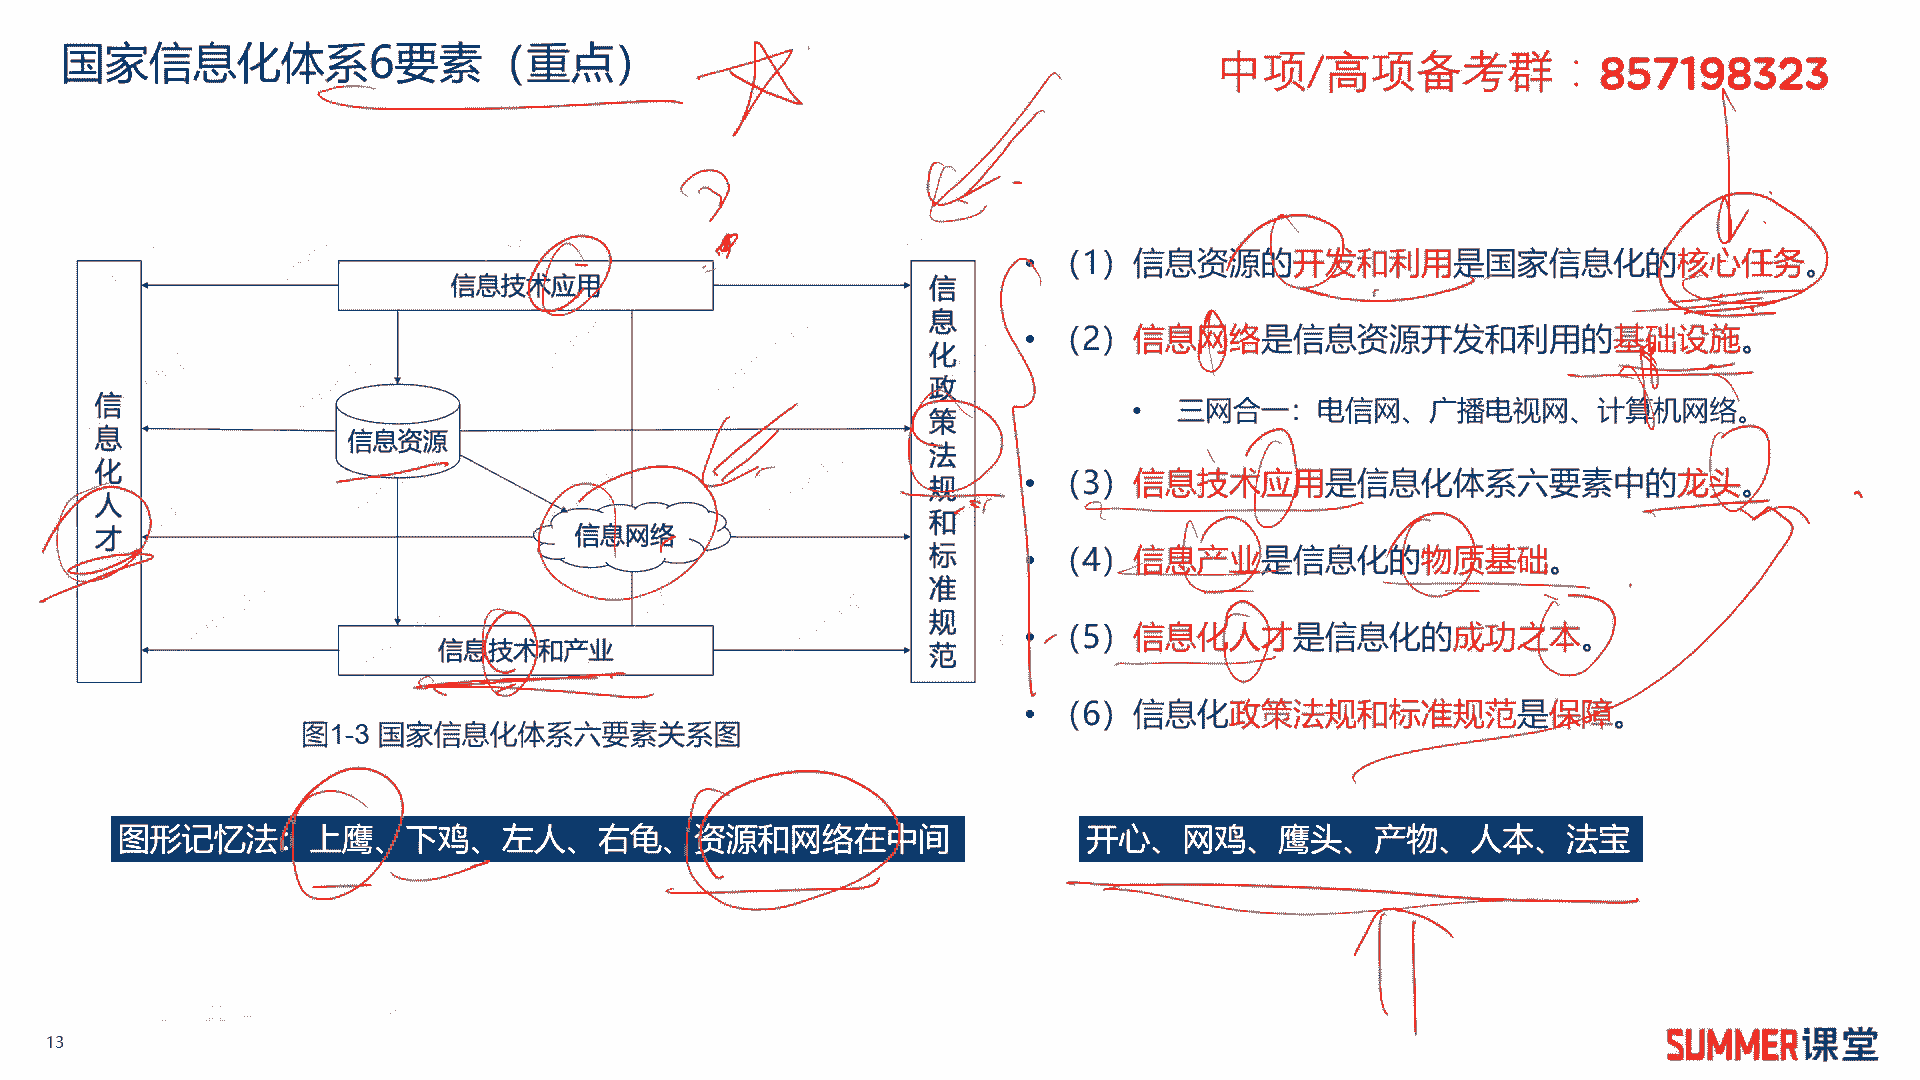 国家信息化体系6要素（重点）
中项/高项备考群：857198323
信息技术应用
信息化人才
信息资源
信息网络
信息技术和产业
信息化政策法规和标准规范
图1-3 国家信息化体系六要素关系图
• （1）信息资源的开发和利用是国家信息化的核心任务。
• （2）信息网络是信息资源开发和利用的基础设施。
• 三网合一：电信网、广播电视网、计算机网络。
• （3）信息技术应用是信息化体系六要素中的龙头。
• （4）信息产业是信息化的物质基础。
• （5）信息化人才是信息化的成功之本。
• （6）信息化政策法规和标准规范是保障。
图形记忆法：上鹰、下鸡、左人、右龟、资源和网络在中间
开心、网鸡、鹰头、产物、人本、法宝
13
SUMMER课堂